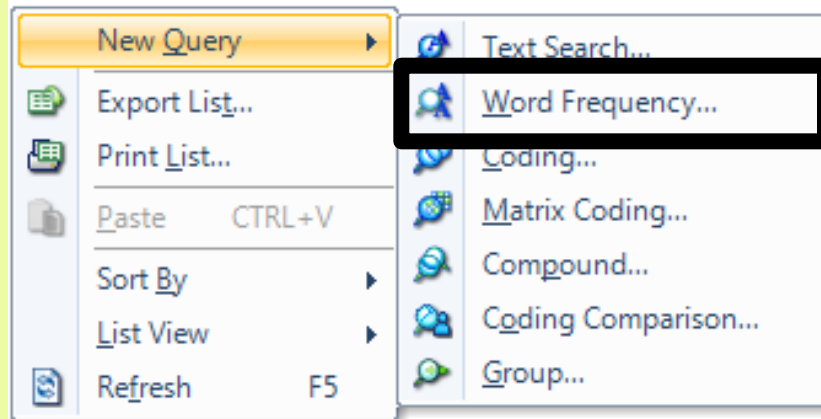 New Query
Export List...
Print List...
Paste CTRL+V
Sort By
List View
Refresh F5
Text Search...
Word Frequency...
Coding...
Matrix Coding...
Compound...
Coding Comparison...
Group...